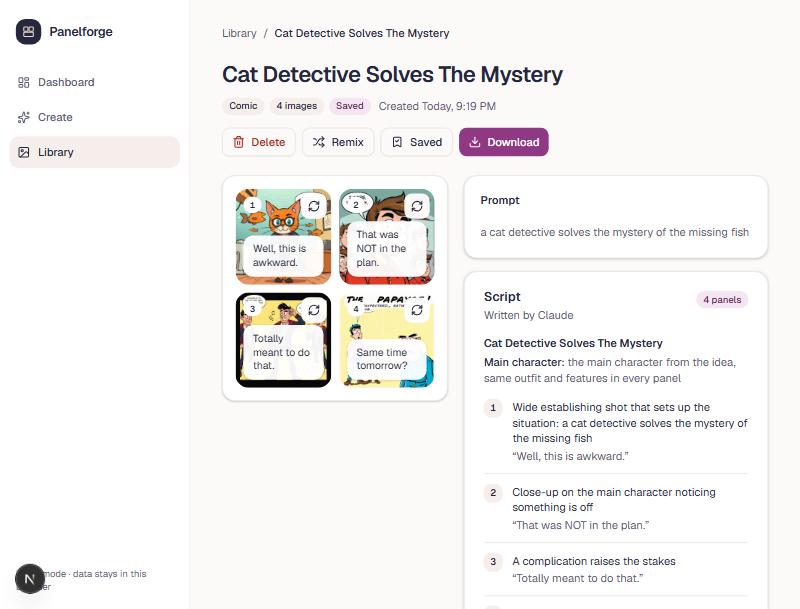 Panelforge
Dashboard
Create
Library
Library / Cat Detective Solves The Mystery
Cat Detective Solves The Mystery
Comic 4 images Saved Created Today, 9:19 PM
Delete Remix Saved Download
1
Well, this is
awkward.
2
That was
NOT in the
plan.
3
Totally
meant to do
that.
4
Same time
tomorrow?
Prompt
a cat detective solves the mystery of the missing fish
Script
4 panels
Written by Claude
Cat Detective Solves The Mystery
Main character: the main character from the idea,
same outfit and features in every panel
1 Wide establishing shot that sets up the
situation: a cat detective solves the mystery of
the missing fish
“Well, this is awkward.”
2 Close-up on the main character noticing
something is off
“That was NOT in the plan.”
3 A complication raises the stakes
“Totally meant to do that.”
N mode · data stays in this